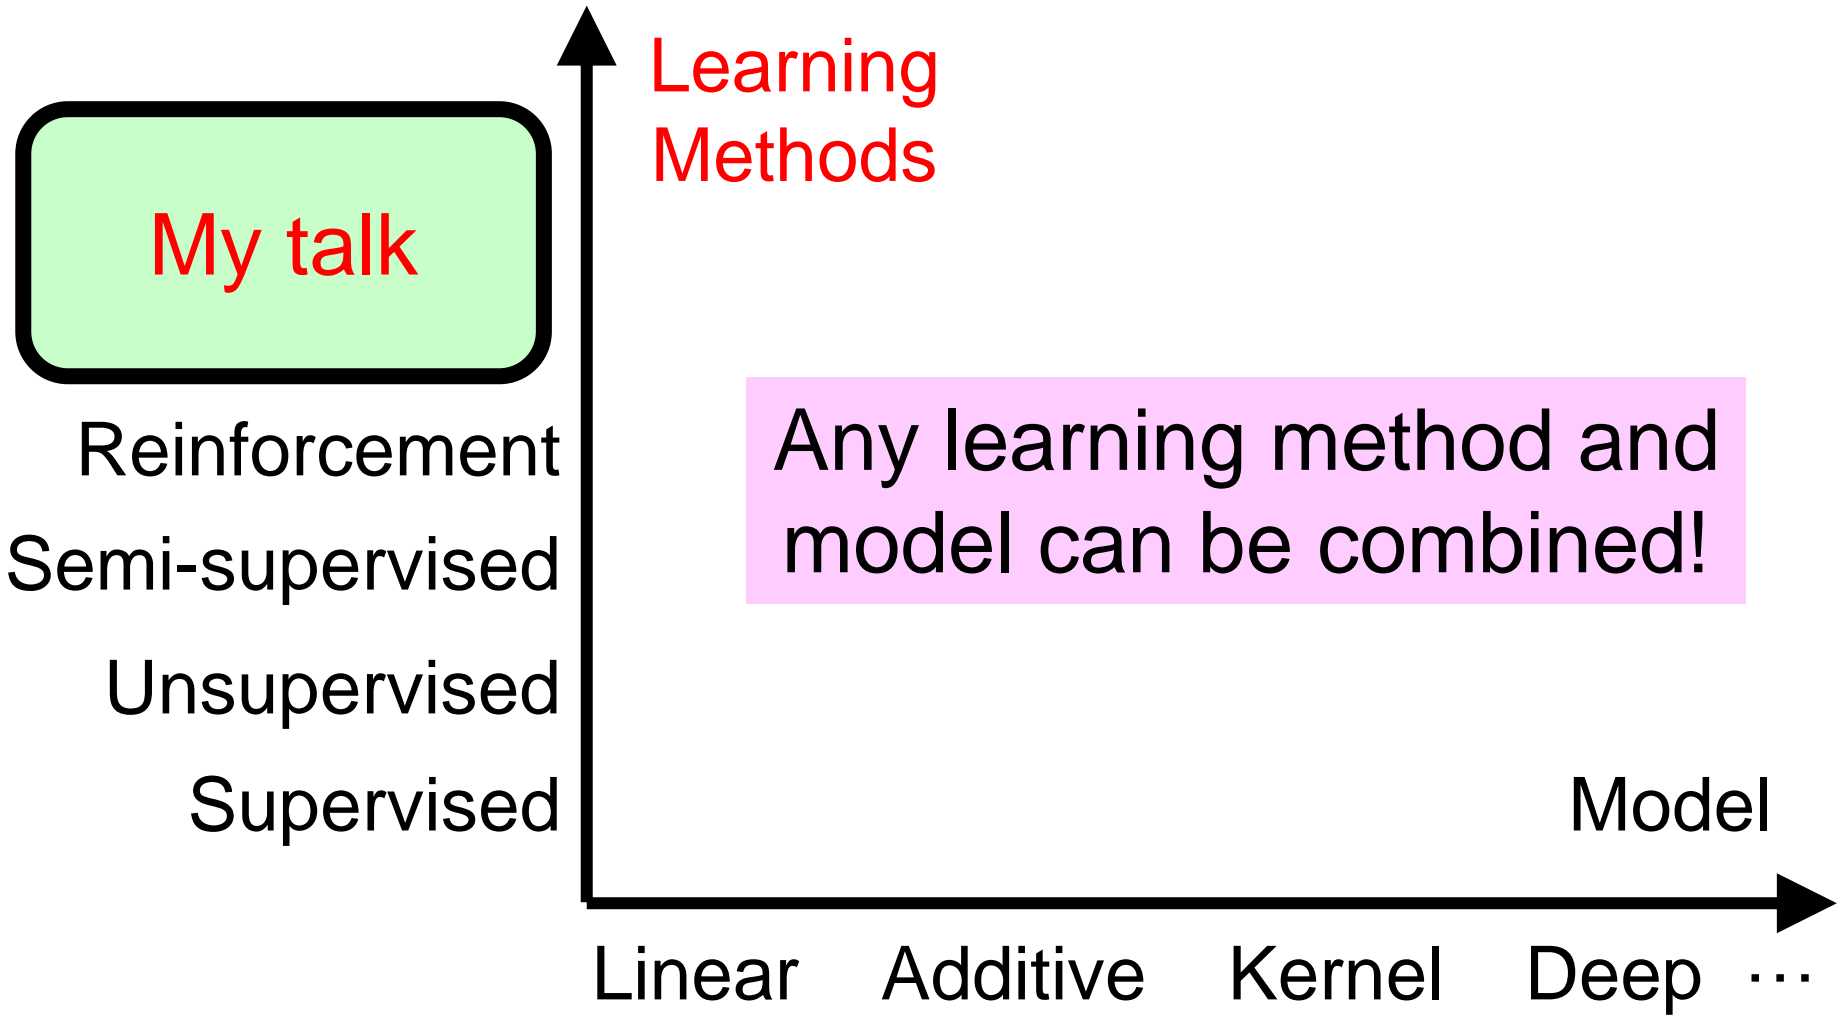 Learning
Methods
My talk
Reinforcement
Semi-supervised
Unsupervised
Supervised
Any learning method and
model can be combined!
Model
Linear Additive Kernel Deep …